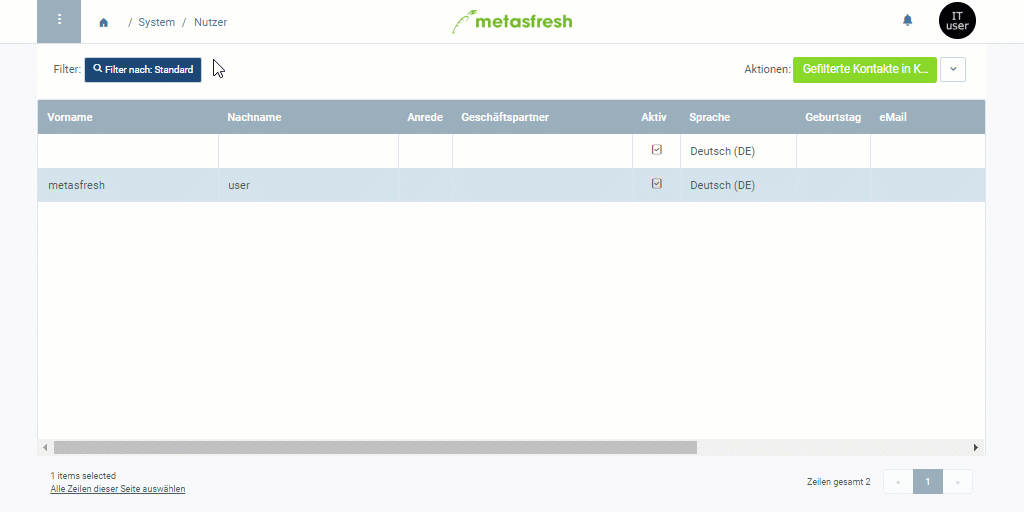 / System / Nutzer
metasfresh
IT
user
Filter: Filter nach: Standard
Aktionen: Gefilterte Kontakte in K...
Vorname Nachname Anrede Geschäftspartner Aktiv Sprache Geburtstag eMail
Deutsch (DE)
metasfresh user Deutsch (DE)
1 items selected
Alle Zeilen dieser Seite auswählen
Zeilen gesamt 2 « 1 »